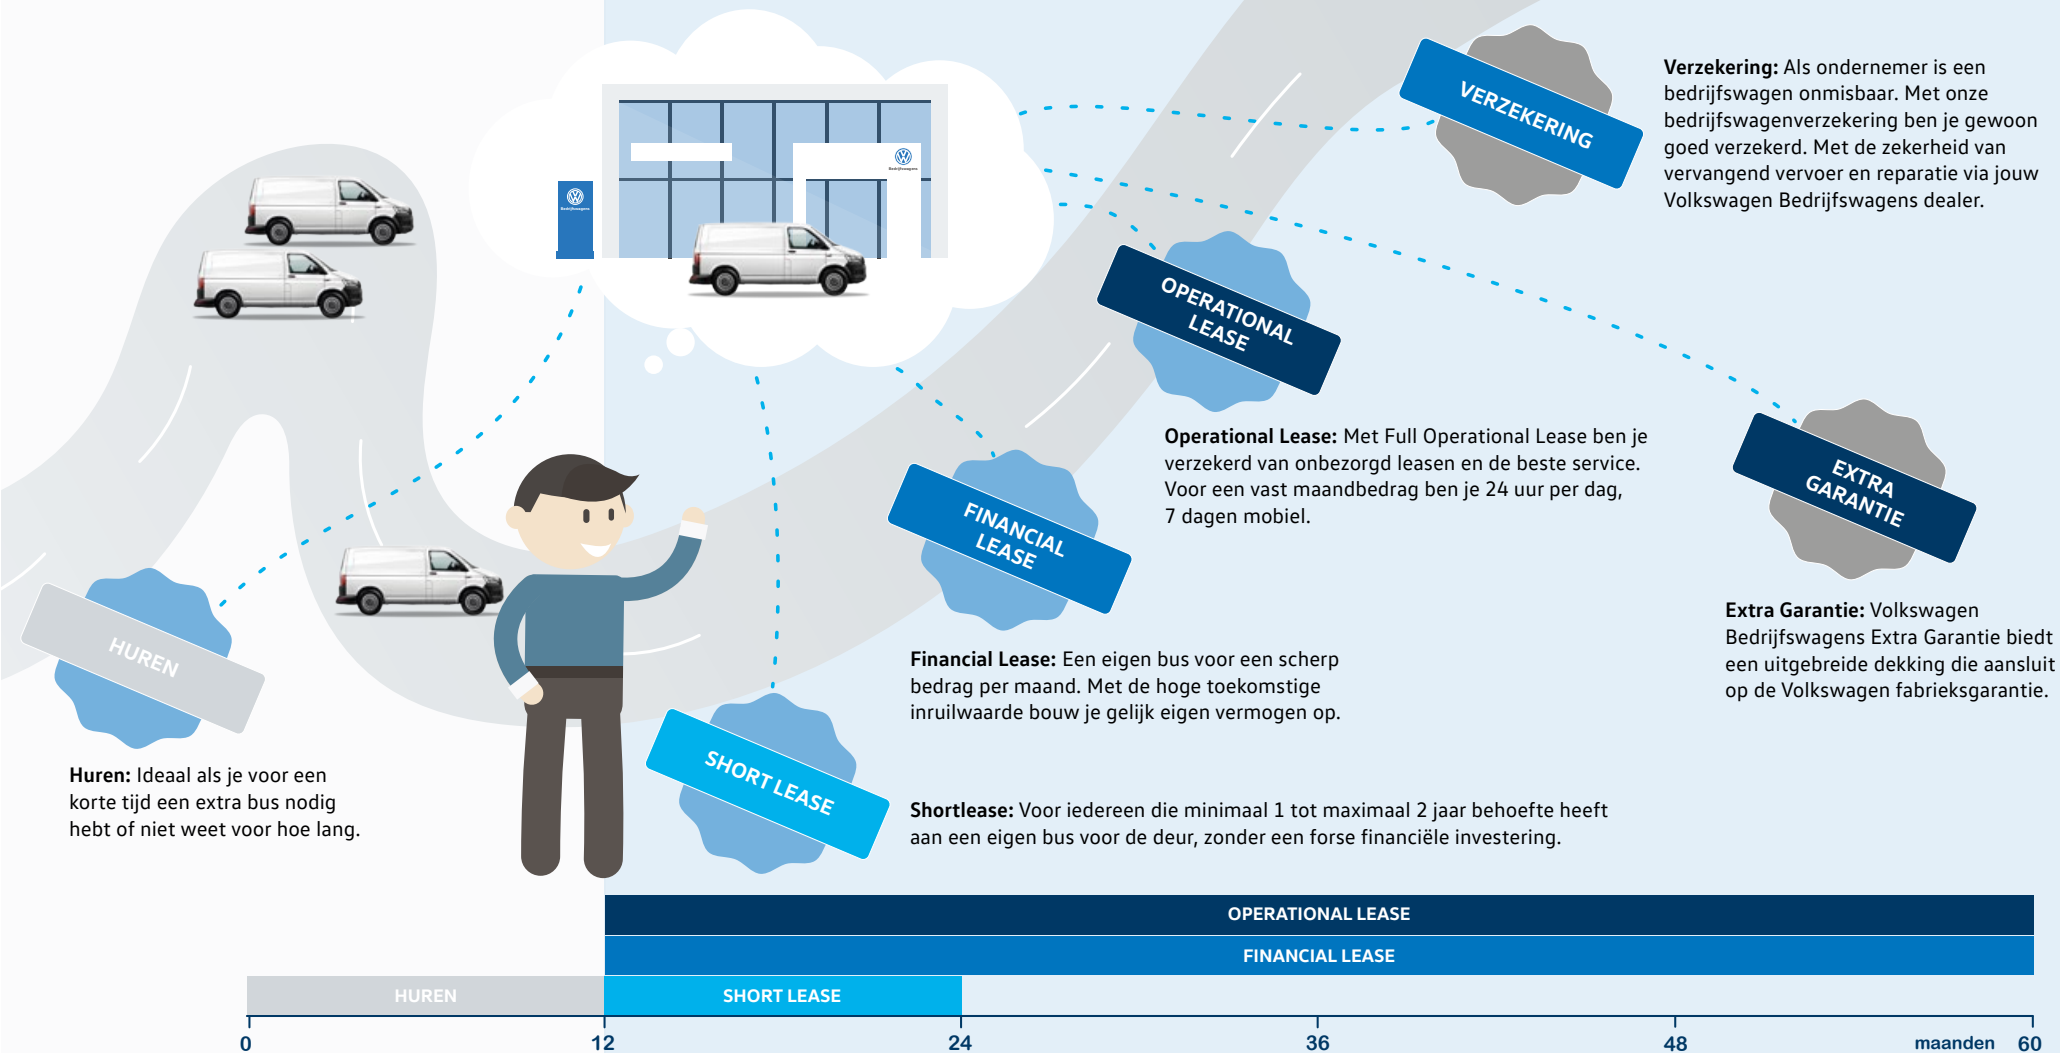 Bedrijfswagens
Bedrijfswagens
VERZEKERING
Verzekering: Als ondernemer is een
bedrijfswagen onmisbaar. Met onze
bedrijfswagenverzekering ben je gewoon
goed verzekerd. Met de zekerheid van
vervangend vervoer en reparatie via jouw
Volkswagen Bedrijfswagens dealer.
OPERATIONAL
LEASE
Operational Lease: Met Full Operational Lease ben je
verzekerd van onbezorgd leasen en de beste service.
Voor een vast maandbedrag ben je 24 uur per dag,
7 dagen mobiel.
EXTRA
GARANTIE
Extra Garantie: Volkswagen
Bedrijfswagens Extra Garantie biedt
een uitgebreide dekking die aansluit
op de Volkswagen fabrieksgarantie.
FINANCIAL
LEASE
Financial Lease: Een eigen bus voor een scherp
bedrag per maand. Met de hoge toekomstige
inruilwaarde bouw je gelijk eigen vermogen op.
HUREN
Huren: Ideaal als je voor een
korte tijd een extra bus nodig
hebt of niet weet voor hoe lang.
SHORT LEASE
Shortlease: Voor iedereen die minimaal 1 tot maximaal 2 jaar behoefte heeft
aan een eigen bus voor de deur, zonder een forse financiële investering.
OPERATIONAL LEASE
FINANCIAL LEASE
HUREN SHORT LEASE
0 12 24 36 48 maanden 60